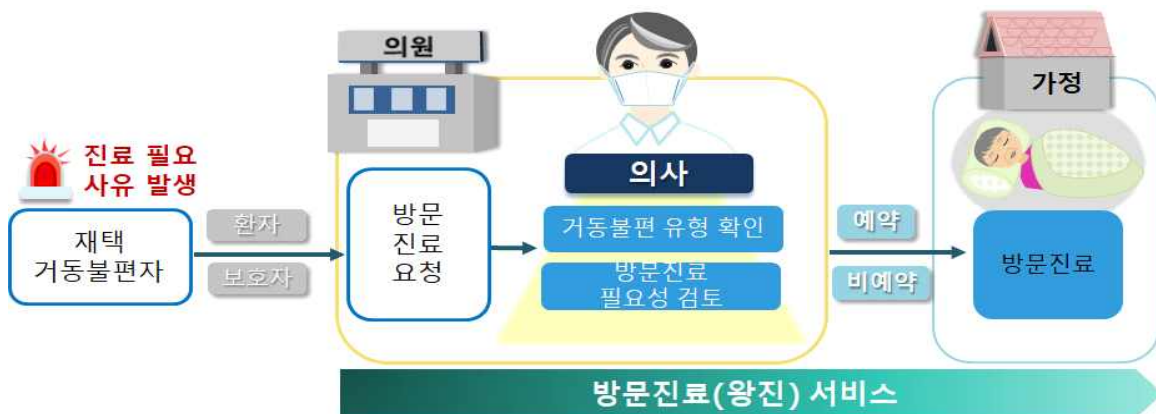 의원
진료 필요
사유 발생
재택
거동불편자
환자
보호자
방문
진료
요청
의사
거동불편 유형 확인
방문진료
필요성 검토
예약
비예약
가정
방문진료
방문진료(왕진) 서비스